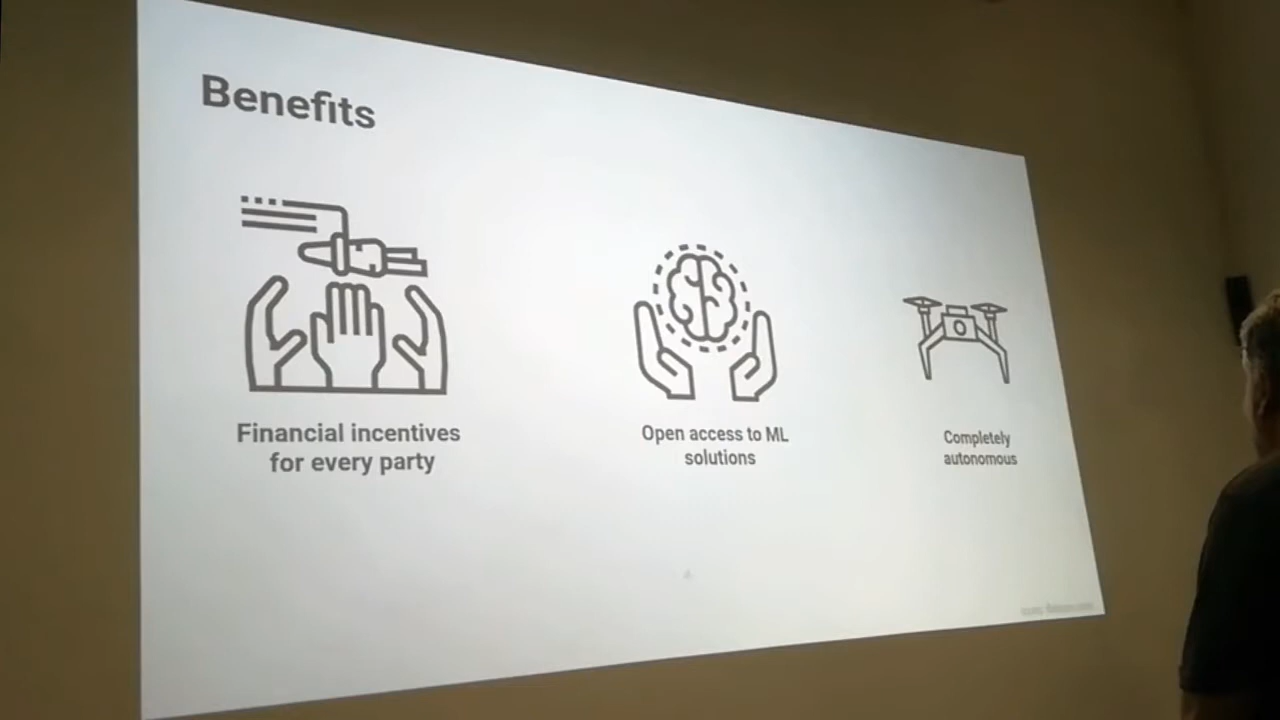 Benefits
Financial incentives
for every party
Open access to ML
solutions
Completely
autonomous